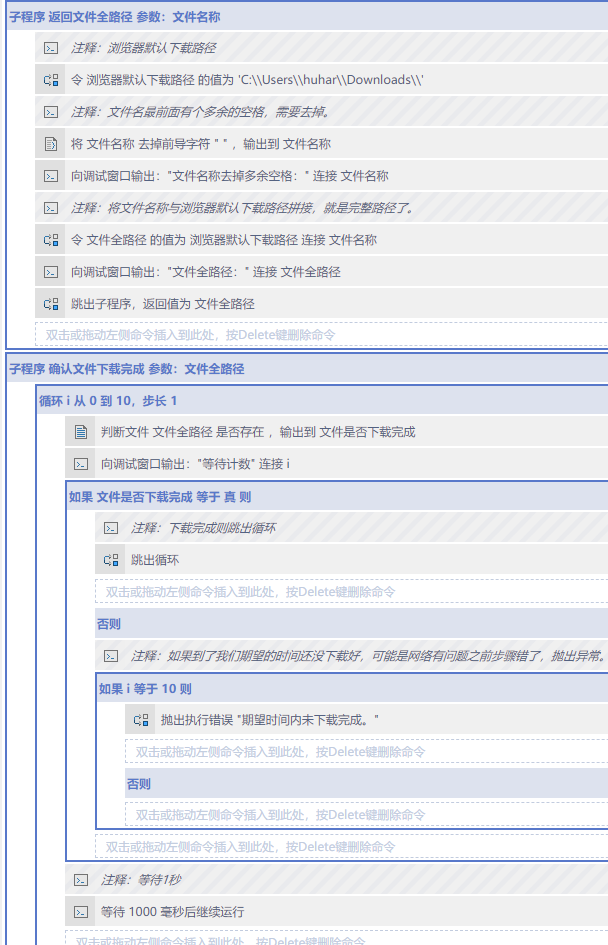 子程序 返回文件全路径 参数：文件名称
注释：浏览器默认下载路径
令 浏览器默认下载路径 的值为 'C:\\Users\\huhar\\Downloads\\'
注释：文件名最前面有个多余的空格，需要去掉。
将 文件名称 去掉前导字符 " " ，输出到 文件名称
向调试窗口输出："文件名称去掉多余空格：" 连接 文件名称
注释：将文件名称与浏览器默认下载路径拼接，就是完整路径了。
令 文件全路径 的值为 浏览器默认下载路径 连接 文件名称
向调试窗口输出："文件全路径：" 连接 文件全路径
跳出子程序，返回值为 文件全路径
双击或拖动左侧命令插入到此处，按Delete键删除命令
子程序 确认文件下载完成 参数：文件全路径
循环 i 从 0 到 10，步长 1
判断文件 文件全路径 是否存在 ，输出到 文件是否下载完成
向调试窗口输出："等待计数" 连接 i
如果 文件是否下载完成 等于 真 则
注释：下载完成则跳出循环
跳出循环
双击或拖动左侧命令插入到此处，按Delete键删除命令
否则
注释：如果到了我们期望的时间还没下载好，可能是网络有问题之前步骤错了，抛出异常。
如果 i 等于 10 则
抛出执行错误 "期望时间内未下载完成。"
双击或拖动左侧命令插入到此处，按Delete键删除命令
否则
双击或拖动左侧命令插入到此处，按Delete键删除命令
双击或拖动左侧命令插入到此处，按Delete键删除命令
注释：等待1秒
等待 1000 毫秒后继续运行
双击或拖动左侧命令插入到此处，按Delete键删除命令